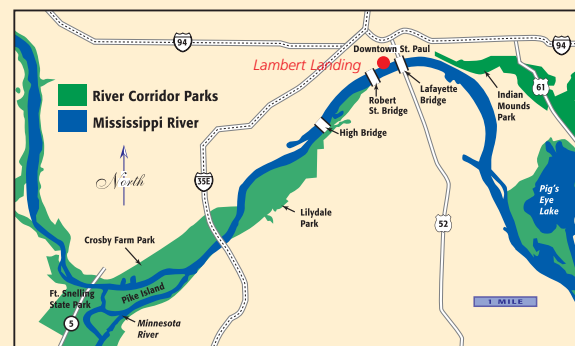 94
Downtown St. Paul
94
Lambert Landing
River Corridor Parks
Mississippi River
Robert
St. Bridge
Lafayette
Bridge
Indian
Mounds
Park
61
High Bridge
North
35E
Pig's
Eye
Lake
Lilydale
Park
52
Crosby Farm Park
Ft. Snelling
State Park
Pike Island
1 MILE
5
Minnesota
River